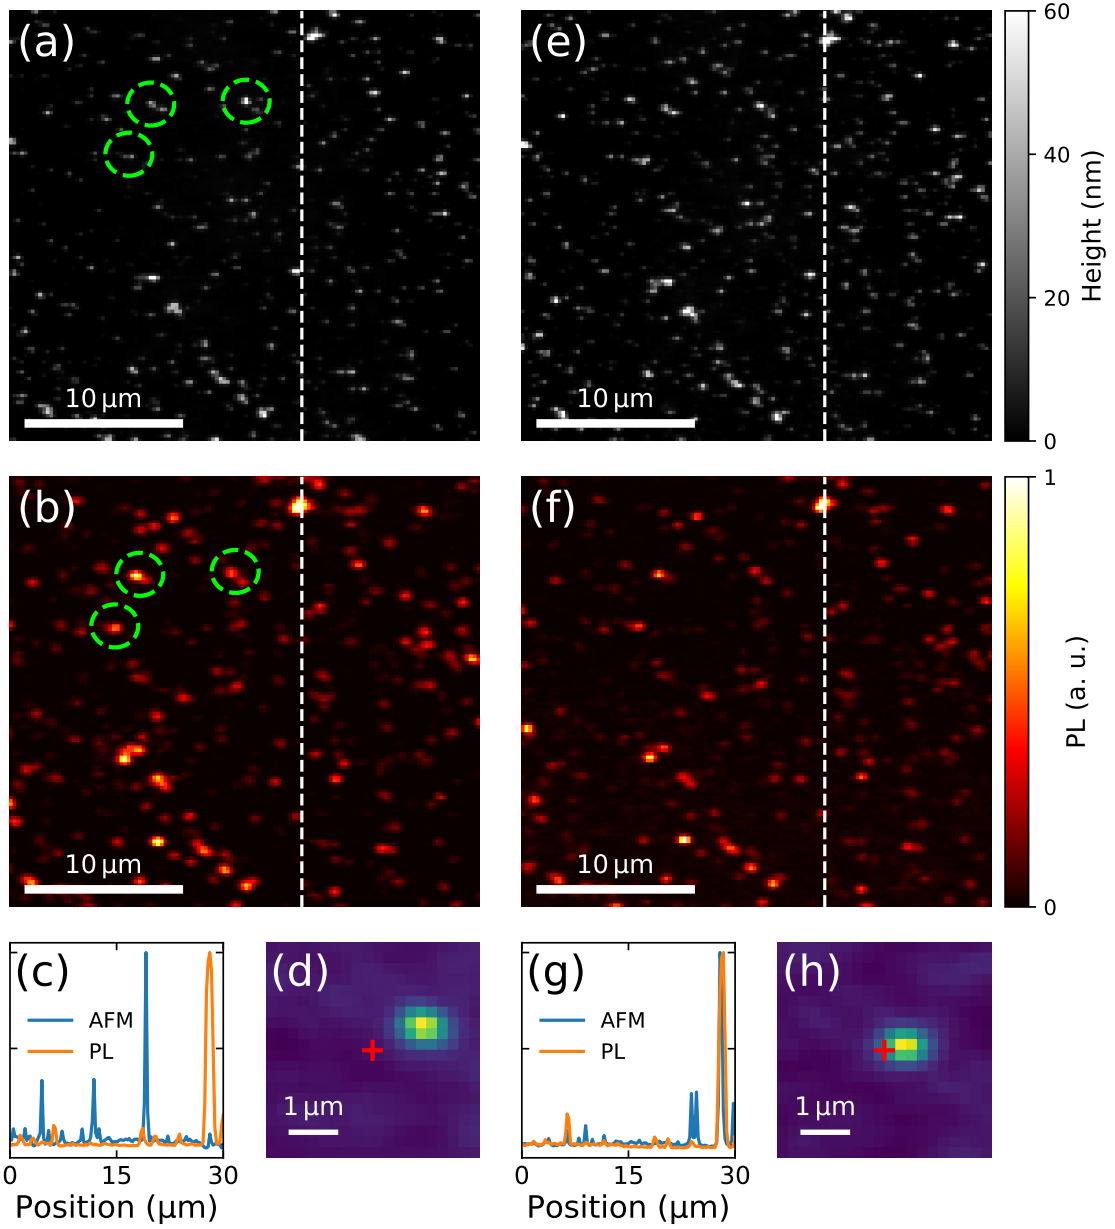 (a)
(e)
60
40
20
0
Height (nm)
10 μm
10 μm
(b)
(f)
1
0
PL (a. u.)
10 μm
10 μm
(c)
AFM
PL
0
15
30
Position (μm)
(d)
1 μm
(g)
AFM
PL
0
15
30
Position (μm)
(h)
1 μm